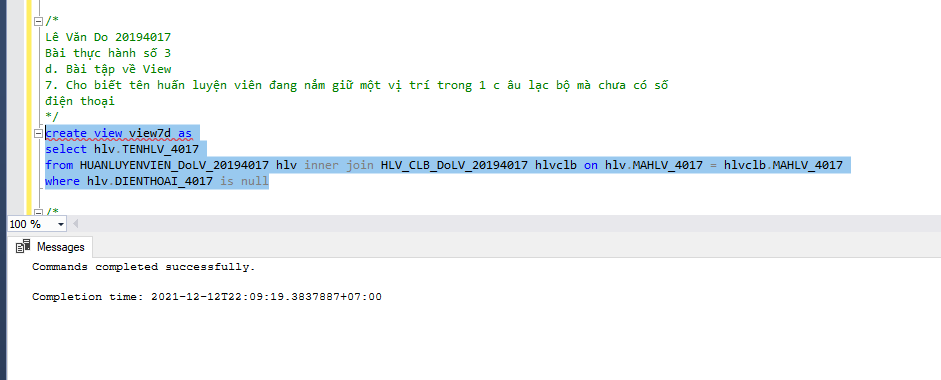 /*
Lê Văn Do 20194017
Bài thực hành số 3
d. Bài tập về View
7. Cho biết tên huấn luyện viên đang nắm giữ một vị trí trong 1 c âu lạc bộ mà chưa có số
điện thoại
*/
create view view7d as
select hlv.TENHLV_4017
from HUANLUYENVIEN_DoLV_20194017 hlv inner join HLV_CLB_DoLV_20194017 hlvclb on hlv.MAHLV_4017 = hlvclb.MAHLV_4017
where hlv.DIENTHOAI_4017 is null
/*
100 %
Messages
Commands completed successfully.
Completion time: 2021-12-12T22:09:19.3837887+07:00